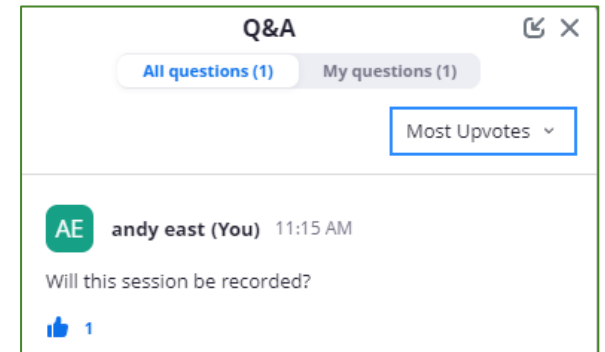 Q&A
All questions (1) My questions (1)
Most Upvotes
AE andy east (You) 11:15 AM
Will this session be recorded?
1